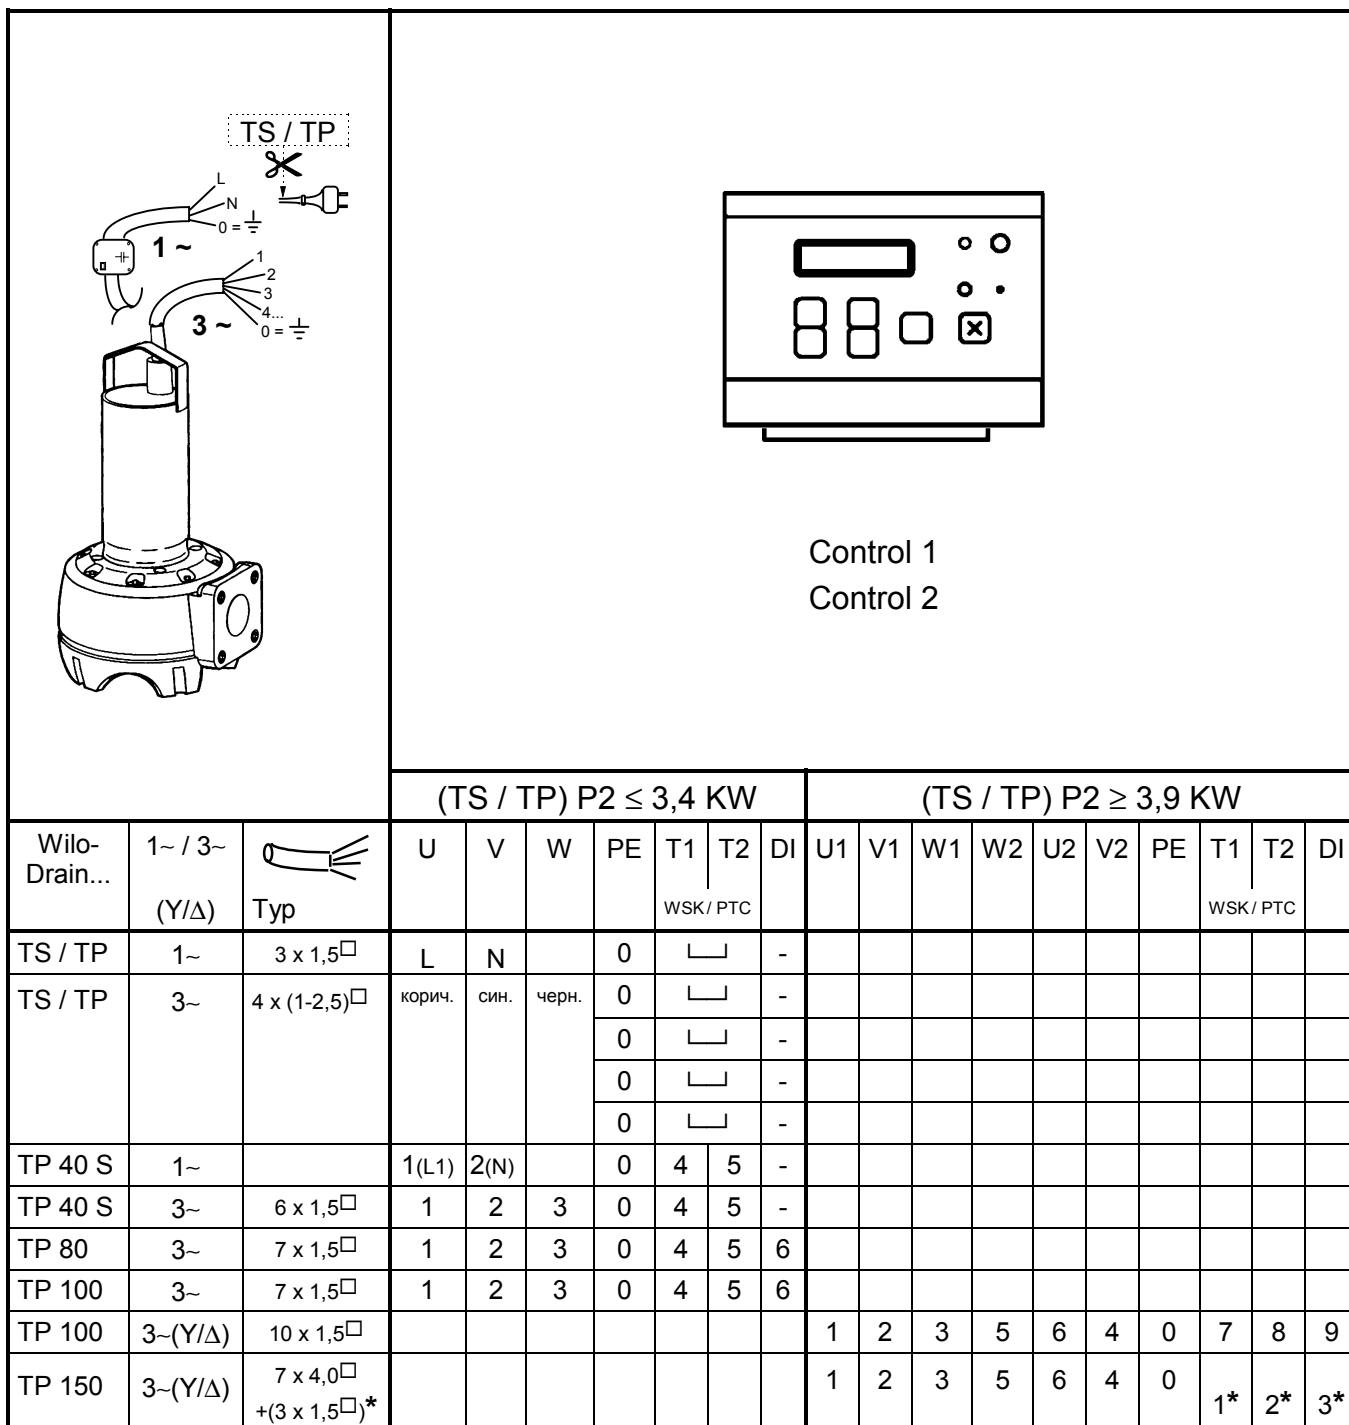 TS / TP
L
N
0 =
1 ~
1
2
3
4...
0 =
3 ~
Control 1
Control 2
(TS / TP) P2 ≤ 3,4 KW (TS / TP) P2 ≥ 3,9 KW
Wilo- 1~ / 3~ U V W PE T1 T2 DI U1 V1 W1 W2 U2 V2 PE T1 T2 DI
Drain...
(Y/Δ) Typ WSK / PTC WSK / PTC
TS / TP 1~ 3 x 1,5□ L N 0 -
TS / TP 3~ 4 x (1-2,5)□ корич. син. черн. 0 -
0 -
0 -
0 -
TP 40 S 1~ 1(L1) 2(N) 0 4 5 -
TP 40 S 3~ 6 x 1,5□ 1 2 3 0 4 5 -
TP 80 3~ 7 x 1,5□ 1 2 3 0 4 5 6
TP 100 3~ 7 x 1,5□ 1 2 3 0 4 5 6
TP 100 3~(Y/Δ) 10 x 1,5□ 1 2 3 5 6 4 0 7 8 9
TP 150 3~(Y/Δ) 7 x 4,0□ 1 2 3 5 6 4 0 1* 2* 3*
+(3 x 1,5□)*